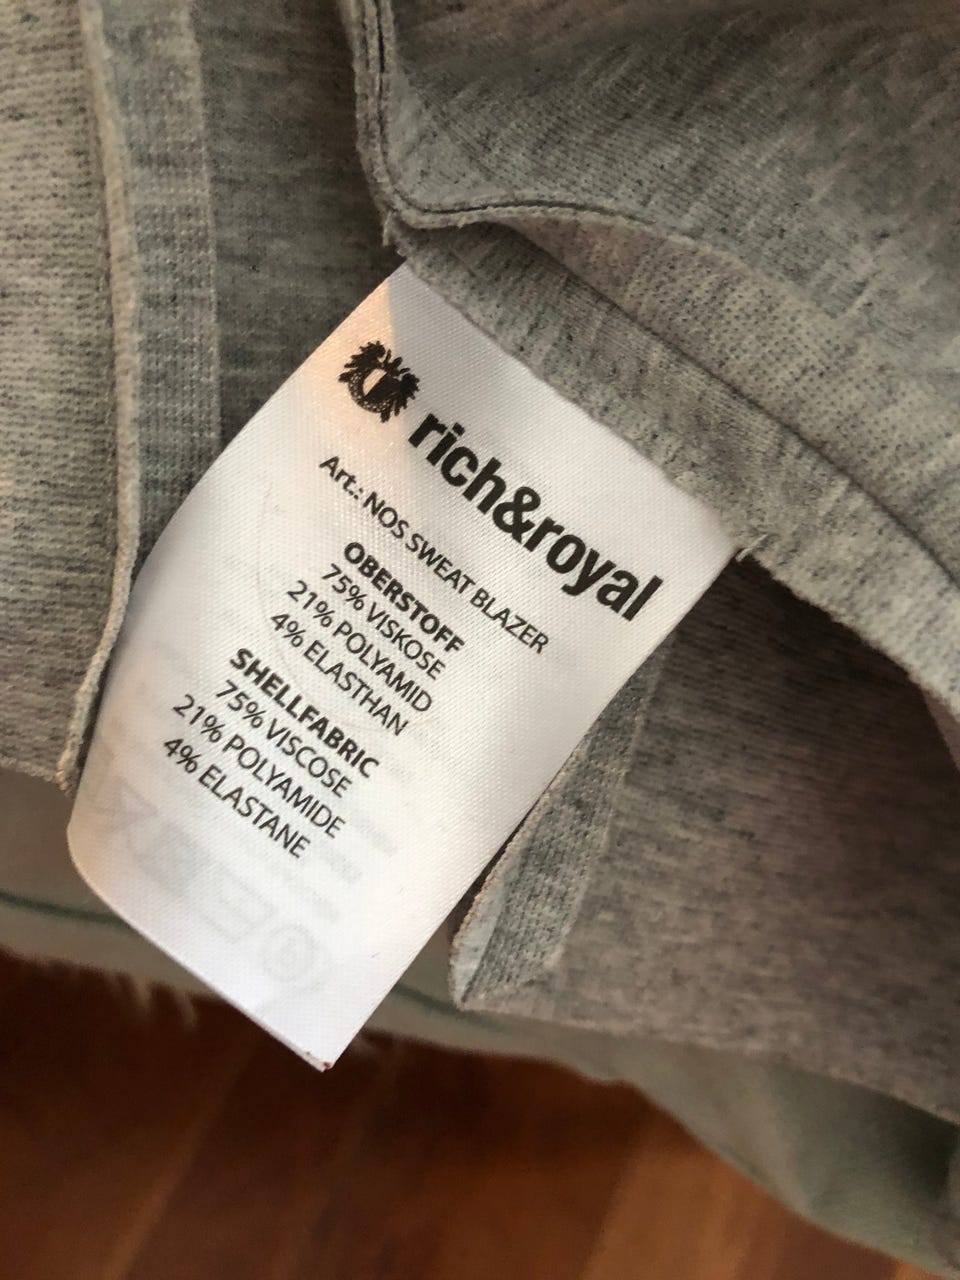 rich&royal
Art.: NOS SWEAT BLAZER
OBERSTOFF
75% VISKOSE
21% POLYAMID
4% ELASTHAN
SHELLFABRIC
75% VISCOSE
21% POLYAMIDE
4% ELASTANE